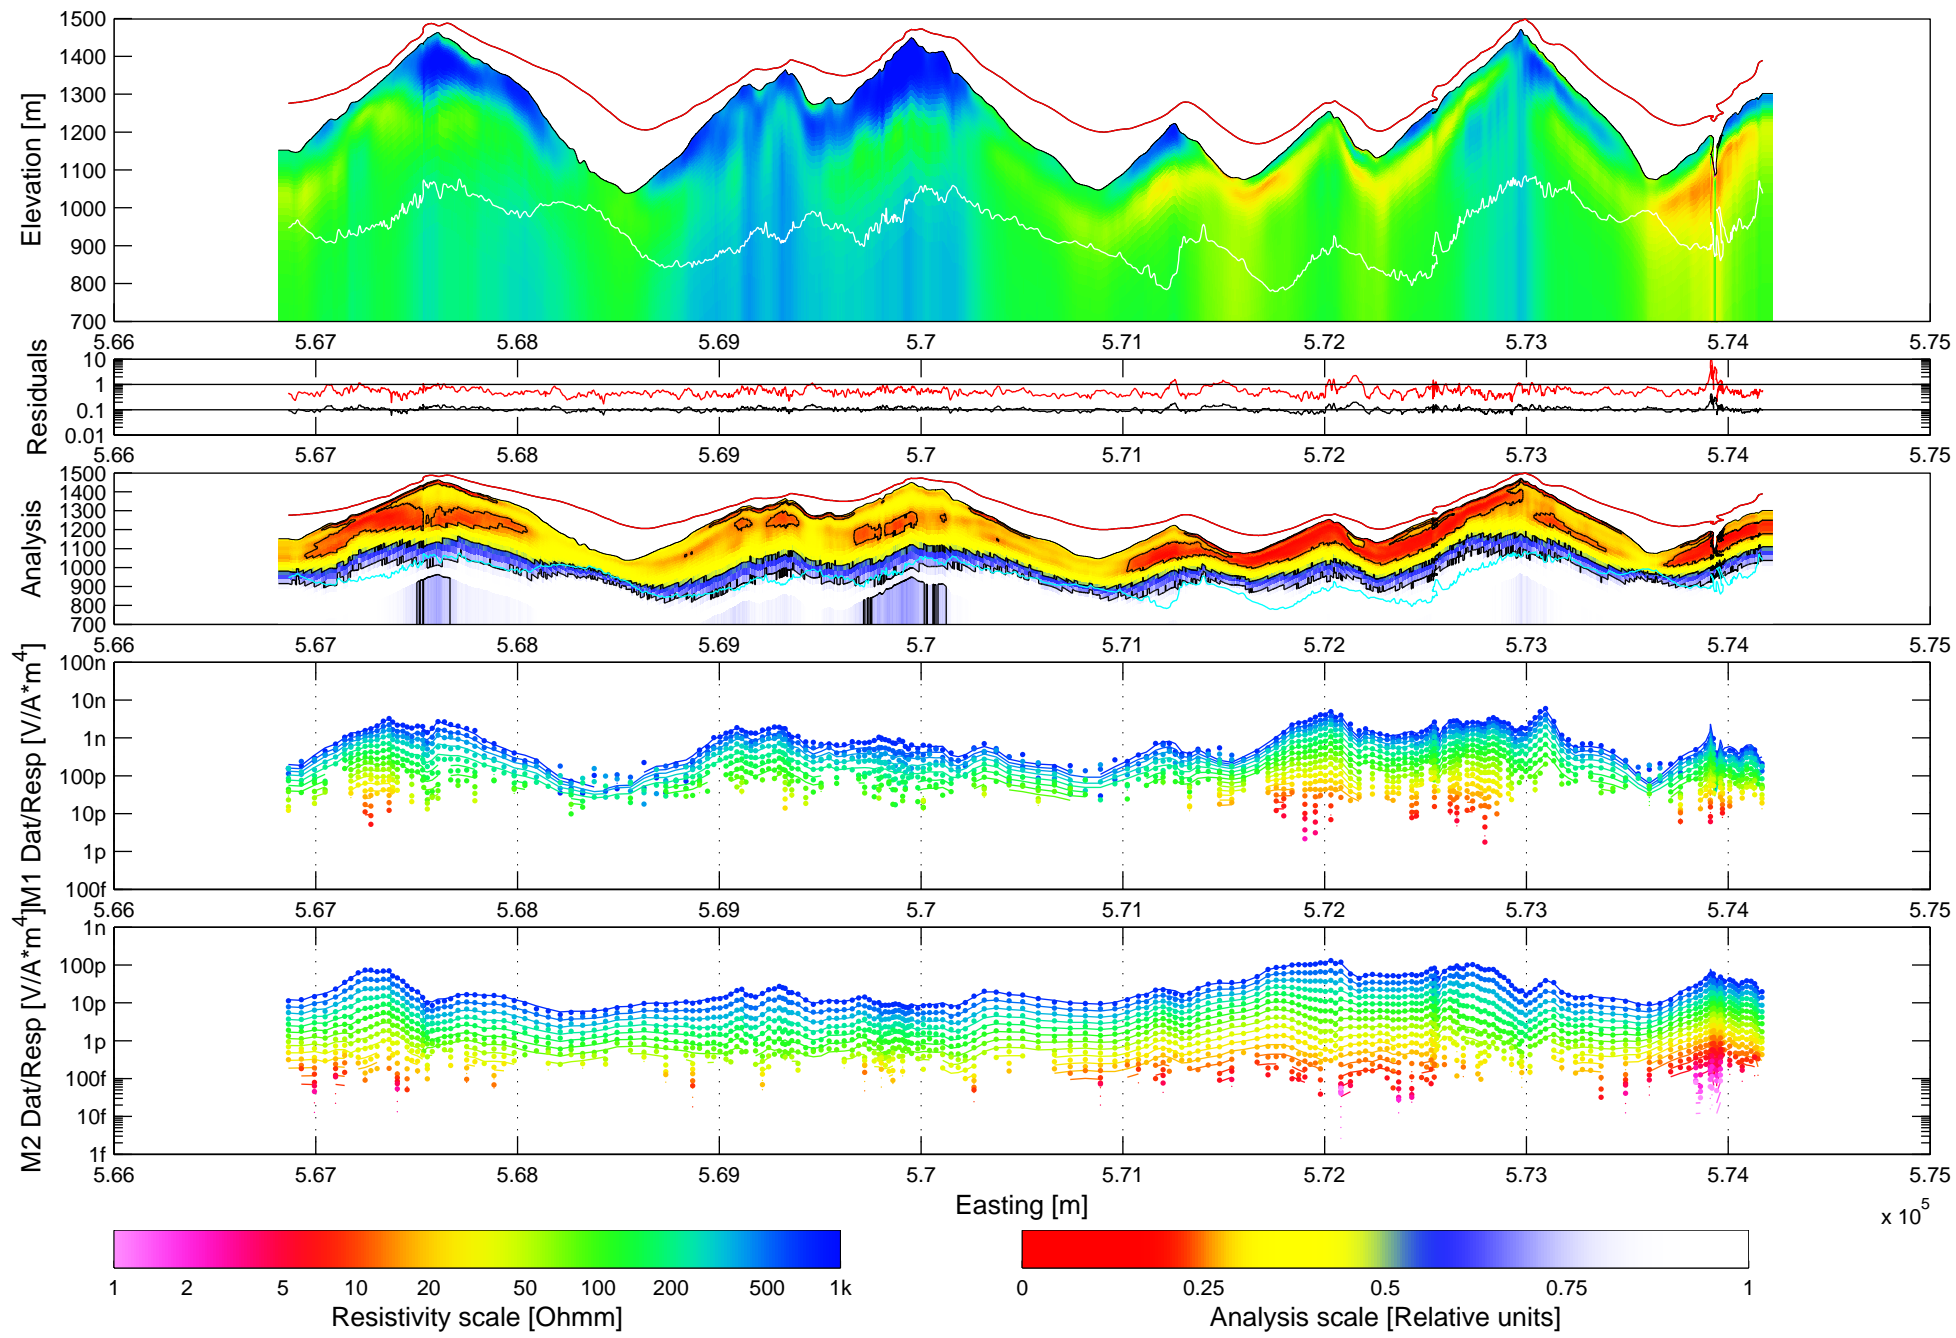 1500
1400
1300
1200
1100
1000
900
800
700
Elevation [m]
5.66 5.67 5.68 5.69 5.7 5.71 5.72 5.73 5.74 5.75
10
1
0.1
0.01
Residuals
5.66 5.67 5.68 5.69 5.7 5.71 5.72 5.73 5.74 5.75
1500
1400
1300
1200
1100
1000
900
800
700
Analysis
5.66 5.67 5.68 5.69 5.7 5.71 5.72 5.73 5.74 5.75
100n
10n
1n
100p
10p
1p
100f
M1 Dat/Resp [V/A*m^4]
5.66 5.67 5.68 5.69 5.7 5.71 5.72 5.73 5.74 5.75
1n
100p
10p
1p
100f
10f
1f
M2 Dat/Resp [V/A*m^4]
5.66 5.67 5.68 5.69 5.7 5.71 5.72 5.73 5.74 5.75
Easting [m]
x 10^5
1 2 5 10 20 50 100 200 500 1k
Resistivity scale [Ohmm]
0 0.25 0.5 0.75 1
Analysis scale [Relative units]